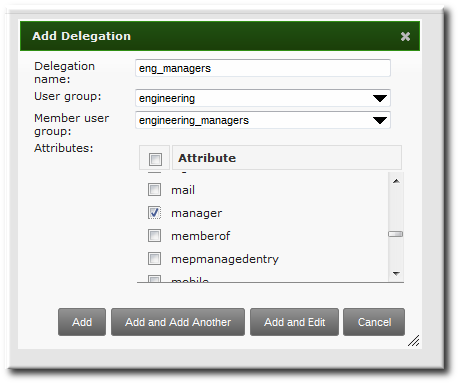 Add Delegation
Delegation name:
eng_managers
User group:
engineering
Member user group:
engineering_managers
Attributes:
Attribute
mail
manager
memberof
mepmanagedentry
mobile
Add
Add and Add Another
Add and Edit
Cancel